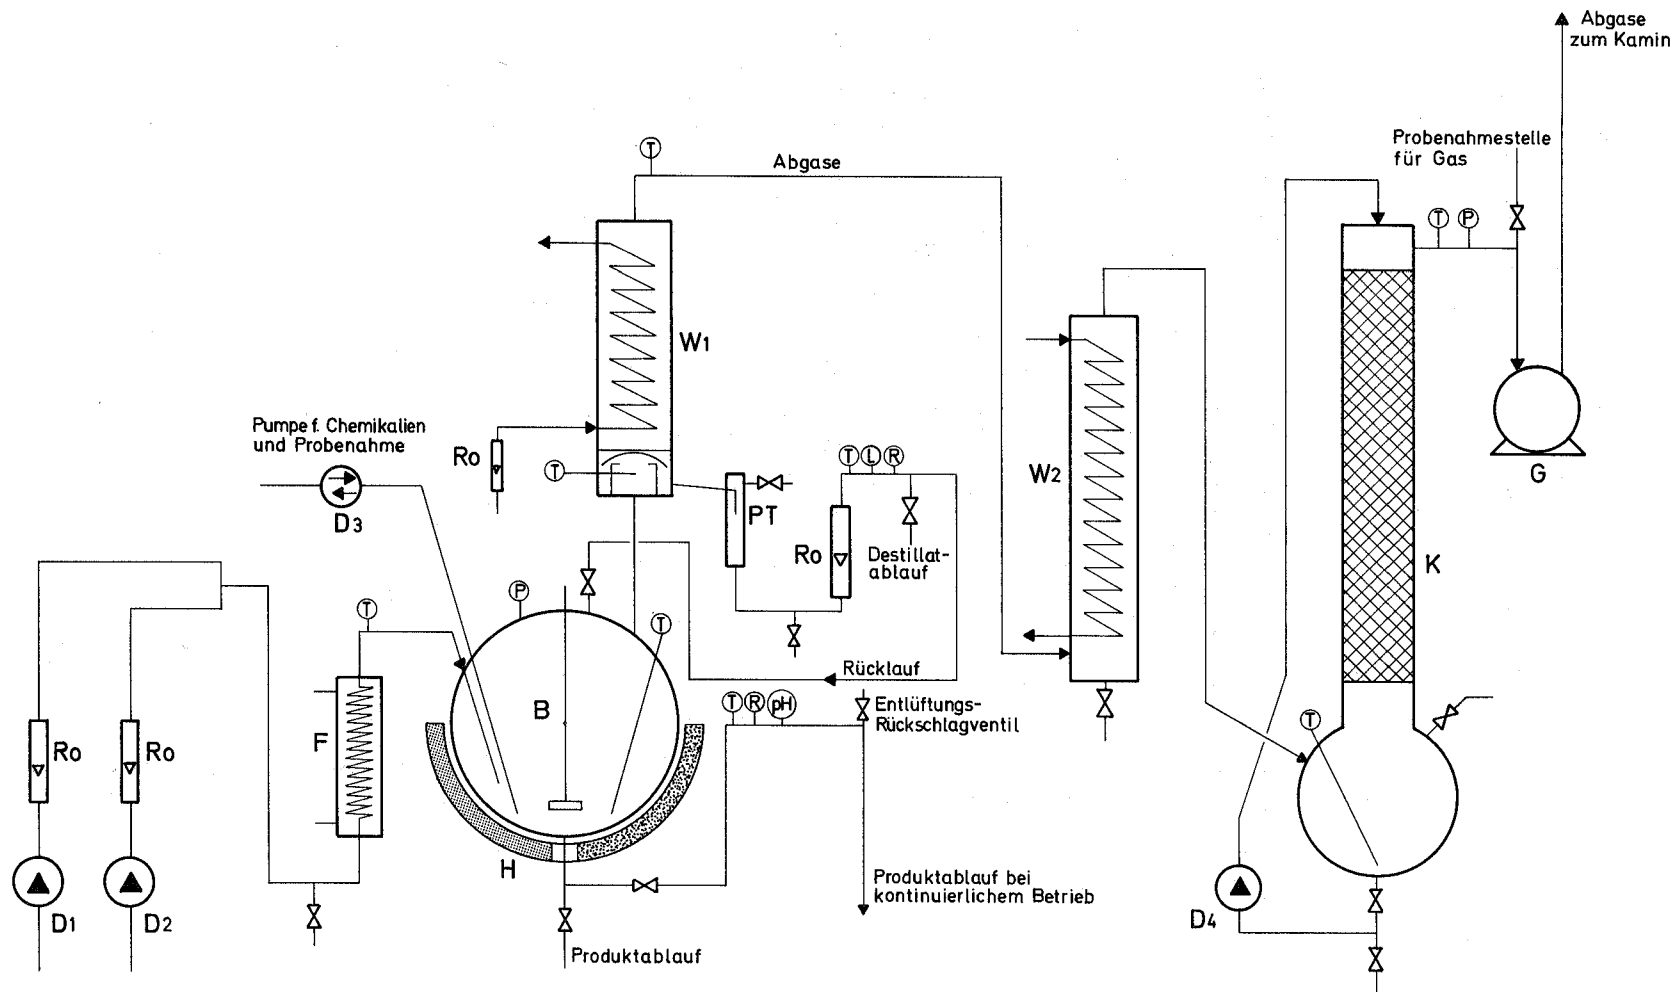 Abgase
zum Kamin
Probenahmestelle
für Gas
T
Abgase
T
P
W1
Pumpe f. Chemikalien
und Probenahme
Ro
T
T
L
R
D3
PT
W2
G
Ro
Destillat-
ablauf
K
P
T
T
Rücklauf
B
T
R
pH
Entlüftungs-
Rückschlagventil
T
Ro
Ro
F
H
Produktablauf bei
kontinuierlichem Betrieb
D1
D2
D4
Produktablauf